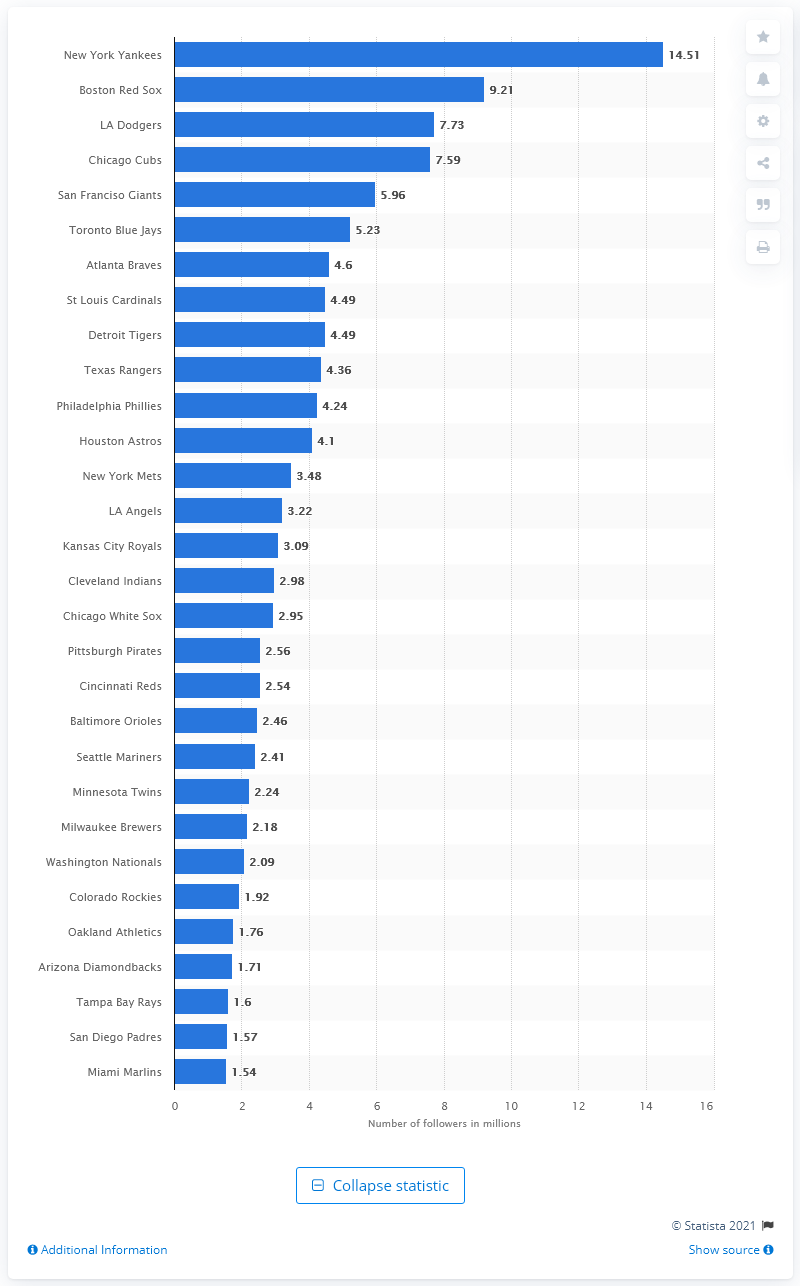 New York Yankees 14.51
Boston Red Sox 9.21
LA Dodgers 7.73
Chicago Cubs 7.59
San Franciso Giants 5.96
Toronto Blue Jays 5.23
Atlanta Braves 4.6
St Louis Cardinals 4.49
Detroit Tigers 4.49
Texas Rangers 4.36
Philadelphia Phillies 4.24
Houston Astros 4.1
New York Mets 3.48
LA Angels 3.22
Kansas City Royals 3.09
Cleveland Indians 2.98
Chicago White Sox 2.95
Pittsburgh Pirates 2.56
Cincinnati Reds 2.54
Baltimore Orioles 2.46
Seattle Mariners 2.41
Minnesota Twins 2.24
Milwaukee Brewers 2.18
Washington Nationals 2.09
Colorado Rockies 1.92
Oakland Athletics 1.76
Arizona Diamondbacks 1.71
Tampa Bay Rays 1.6
San Diego Padres 1.57
Miami Marlins 1.54
0 2 4 6 8 10 12 14 16
Number of followers in millions
Collapse statistic
© Statista 2021
Additional Information Show source